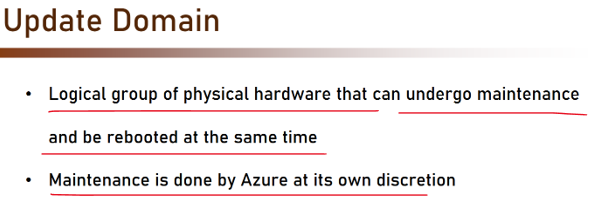 Update Domain
• Logical group of physical hardware that can undergo maintenance
and be rebooted at the same time
• Maintenance is done by Azure at its own discretion